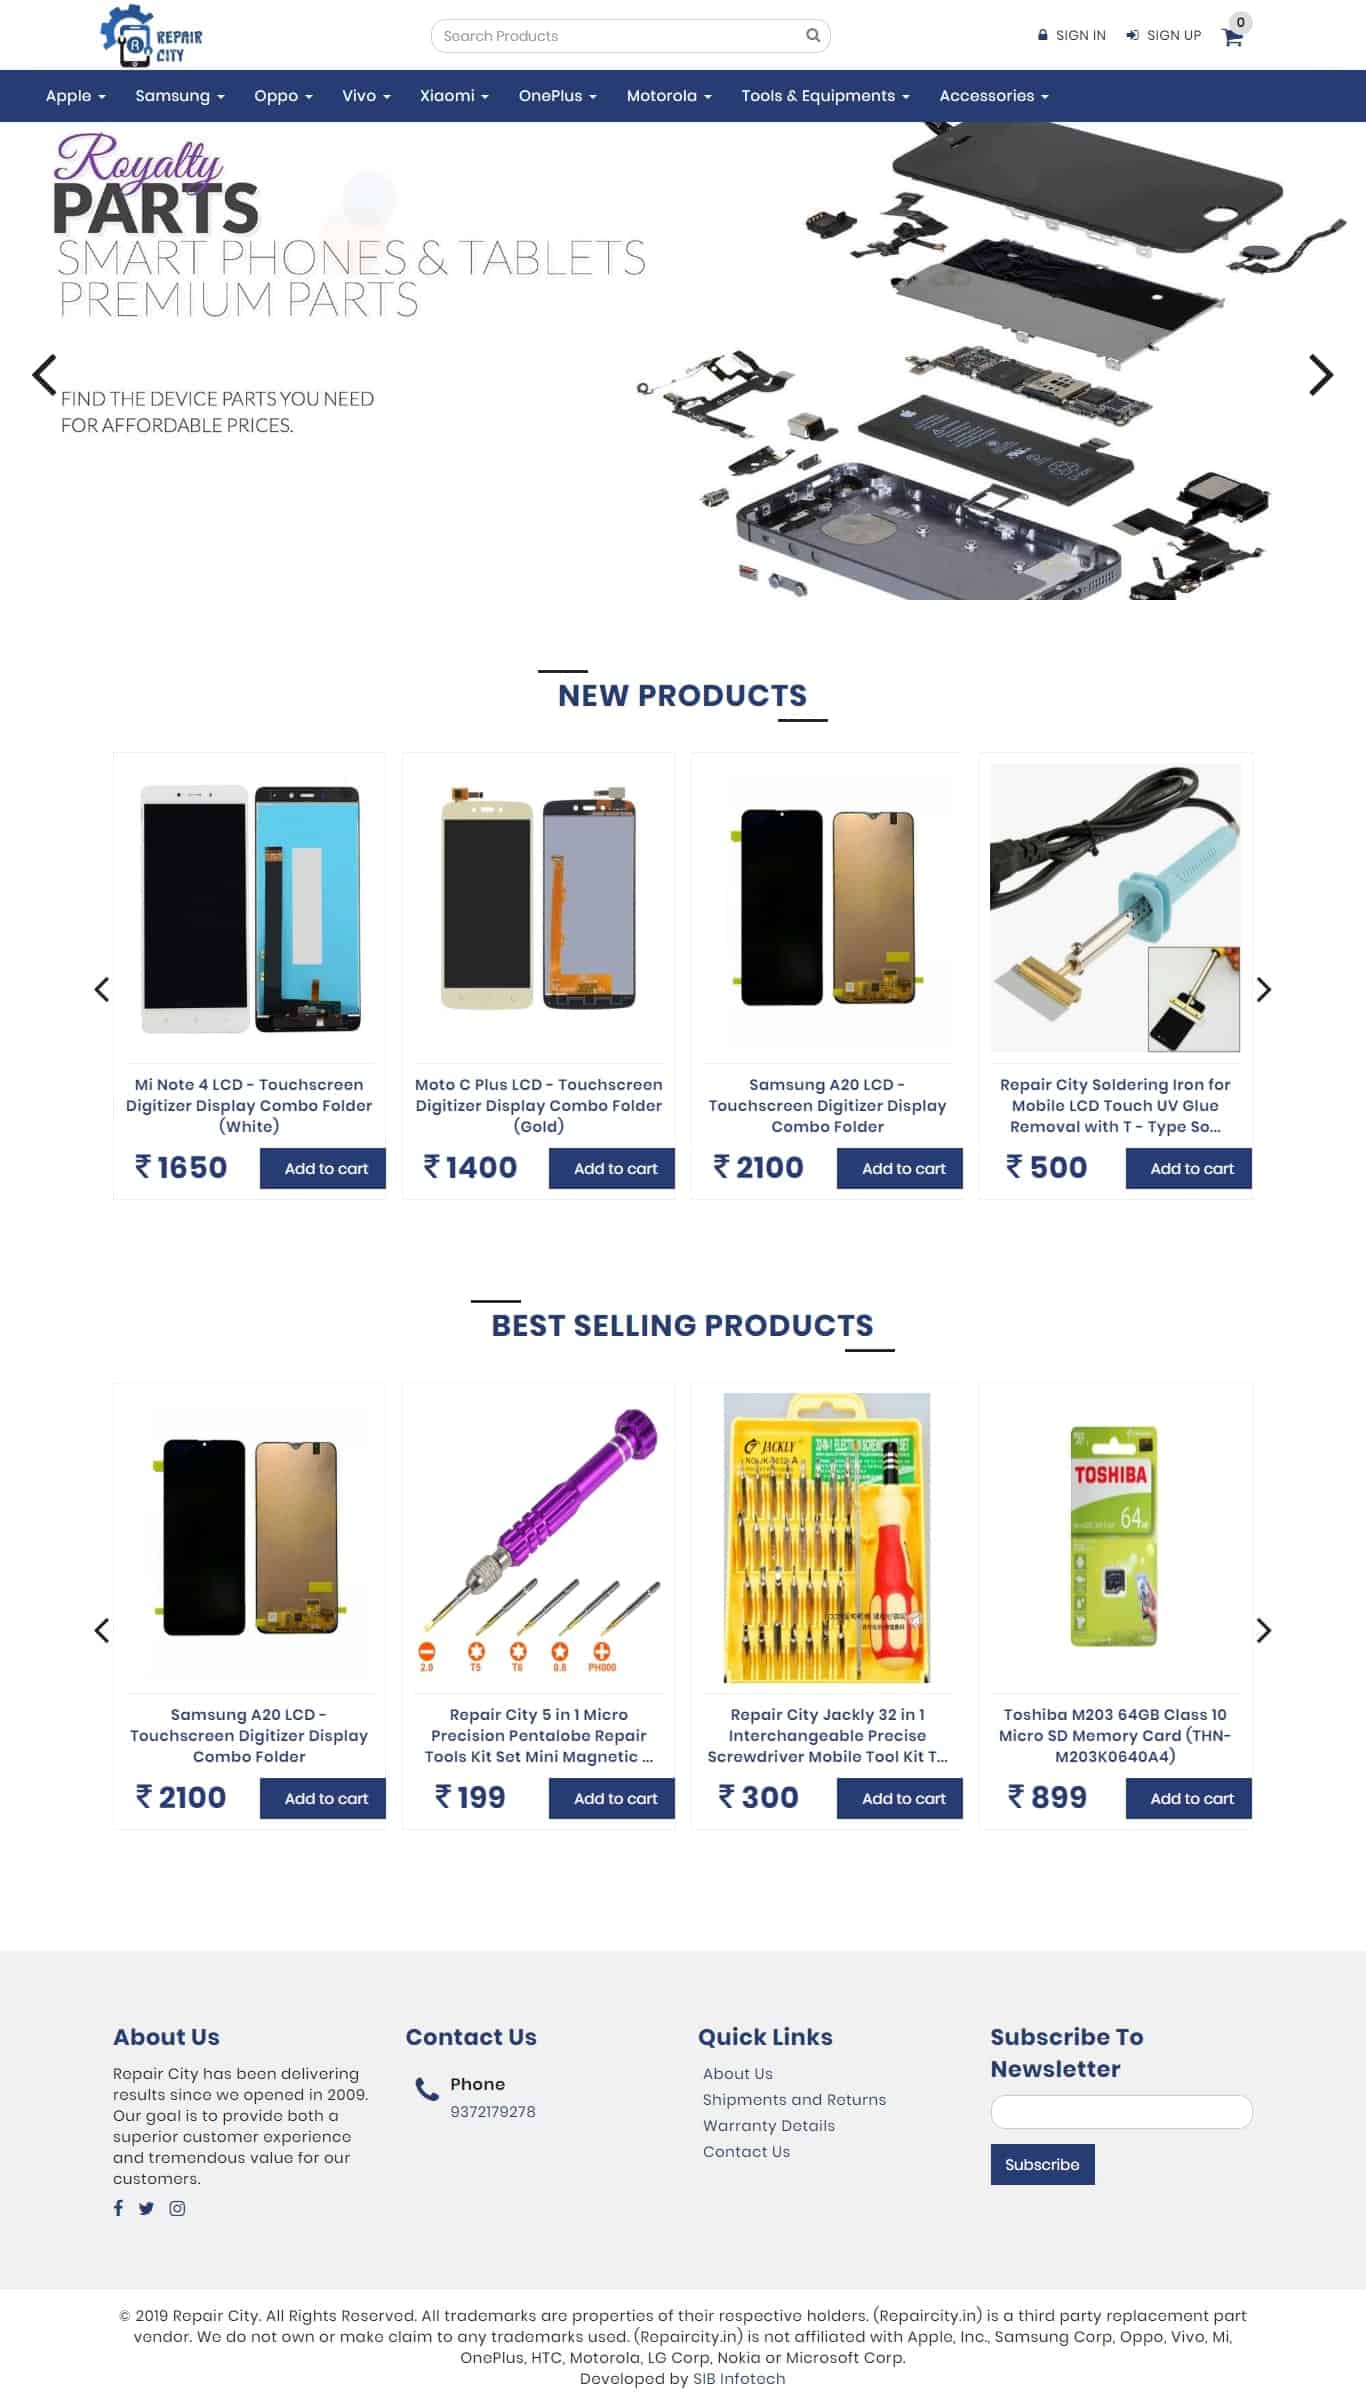 REPAIR
CITY
Search Products
SIGN IN
SIGN UP
0
Apple
Samsung
Oppo
Vivo
Xiaomi
OnePlus
Motorola
Tools & Equipments
Accessories
Royalty
PARTS
SMART PHONES & TABLETS
PREMIUM PARTS
FIND THE DEVICE PARTS YOU NEED
FOR AFFORDABLE PRICES.
NEW PRODUCTS
Mi Note 4 LCD - Touchscreen
Digitizer Display Combo Folder
(White)
₹ 1650
Add to cart
Moto C Plus LCD - Touchscreen
Digitizer Display Combo Folder
(Gold)
₹ 1400
Add to cart
Samsung A20 LCD -
Touchscreen Digitizer Display
Combo Folder
₹ 2100
Add to cart
Repair City Soldering Iron for
Mobile LCD Touch UV Glue
Removal with T - Type So...
₹ 500
Add to cart
BEST SELLING PRODUCTS
Samsung A20 LCD -
Touchscreen Digitizer Display
Combo Folder
₹ 2100
Add to cart
2.0
T5
T6
0.8
PH000
Repair City 5 in 1 Micro
Precision Pentalobe Repair
Tools Kit Set Mini Magnetic ...
₹ 199
Add to cart
JACKLY
Repair City Jackly 32 in 1
Interchangeable Precise
Screwdriver Mobile Tool Kit T...
₹ 300
Add to cart
TOSHIBA
64
Toshiba M203 64GB Class 10
Micro SD Memory Card (THN-
M203K0640A4)
₹ 899
Add to cart
About Us
Repair City has been delivering
results since we opened in 2009.
Our goal is to provide both a
superior customer experience
and tremendous value for our
customers.
Contact Us
Phone
9372179278
Quick Links
About Us
Shipments and Returns
Warranty Details
Contact Us
Subscribe To
Newsletter
Subscribe
© 2019 Repair City. All Rights Reserved. All trademarks are properties of their respective holders. (Repaircity.in) is a third party replacement part
vendor. We do not own or make claim to any trademarks used. (Repaircity.in) is not affiliated with Apple, Inc., Samsung Corp, Oppo, Vivo, Mi,
OnePlus, HTC, Motorola, LG Corp, Nokia or Microsoft Corp.
Developed by SIB Infotech